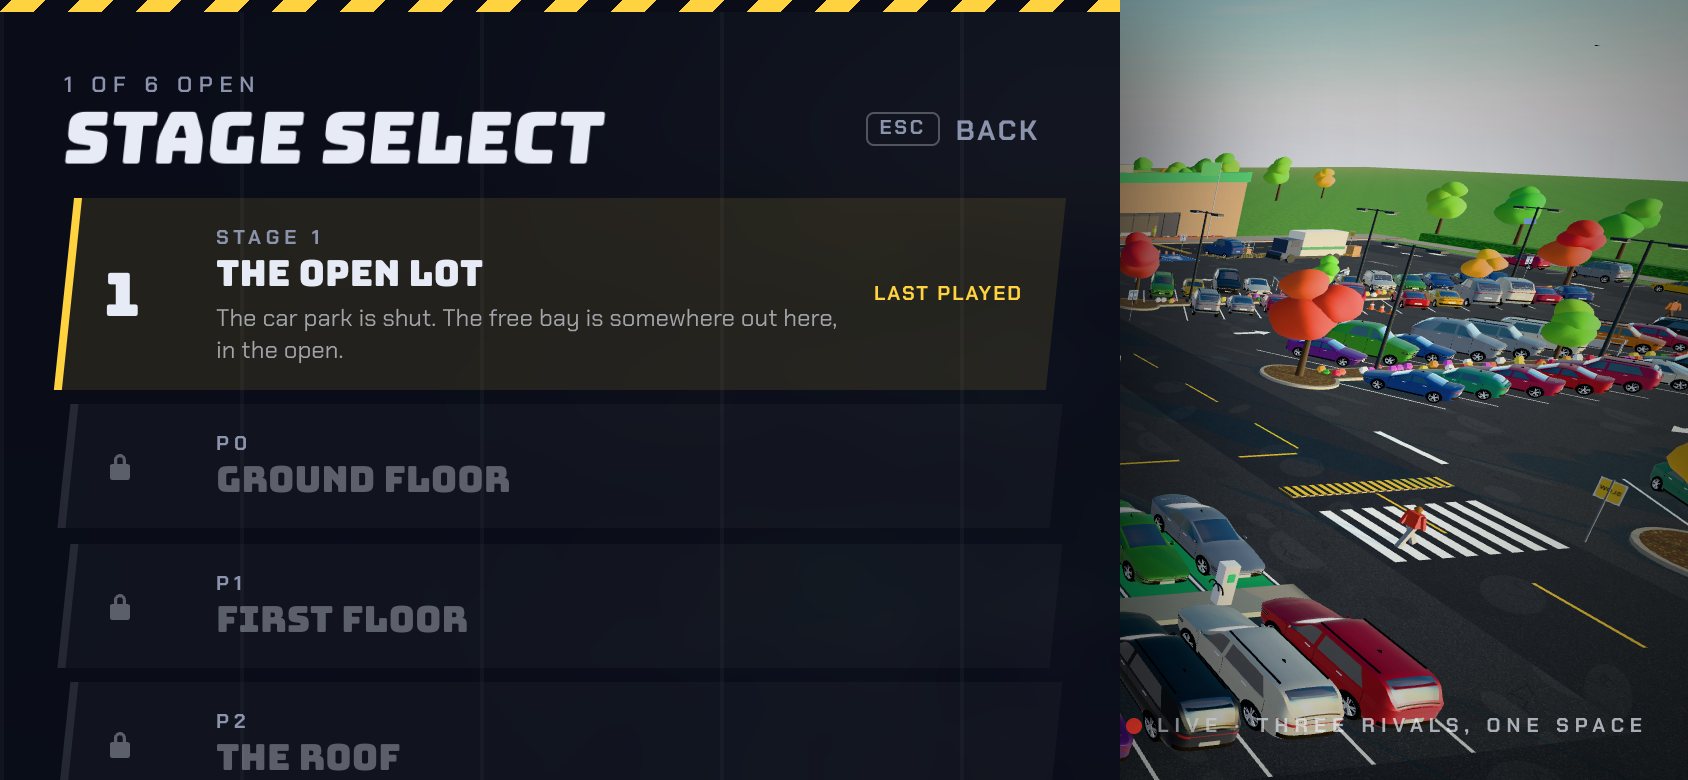 1 OF 6 OPEN
STAGE SELECT
ESC BACK
STAGE 1
1
THE OPEN LOT
The car park is shut. The free bay is somewhere out here,
in the open.
LAST PLAYED
P0
GROUND FLOOR
P1
FIRST FLOOR
P2
THE ROOF
LIVE · THREE RIVALS, ONE SPACE